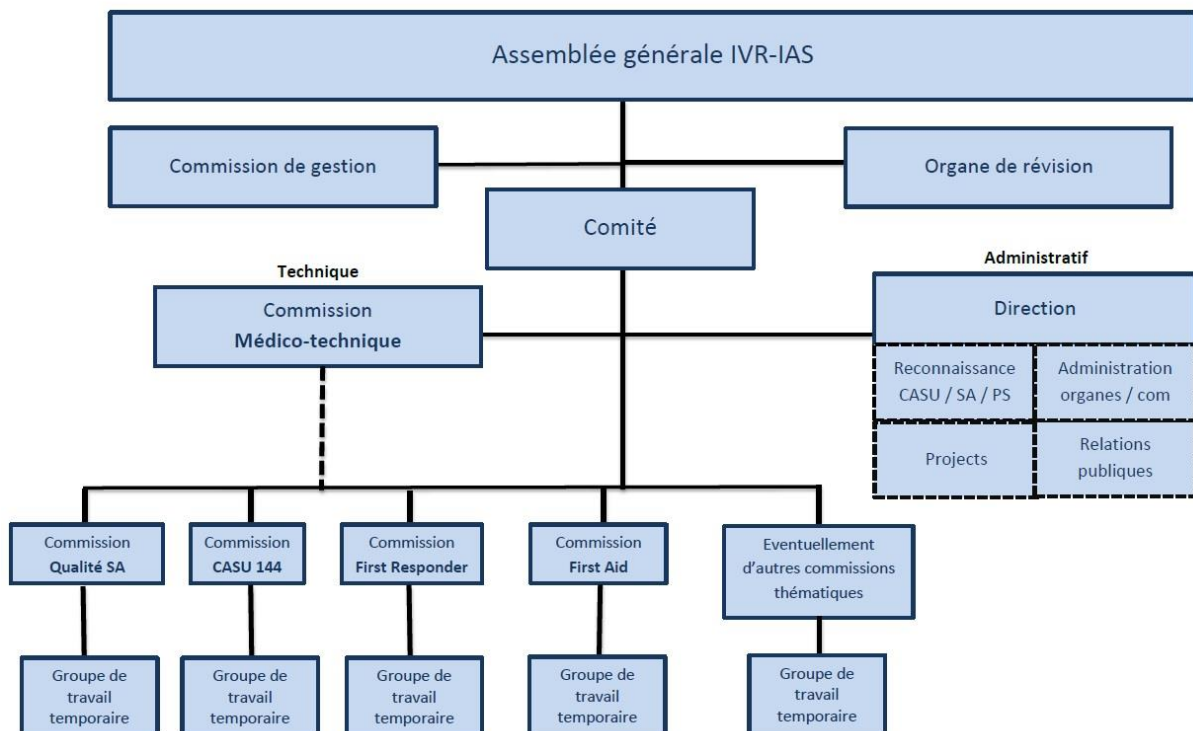 Assemblée générale IVR-IAS
Commission de gestion
Organe de révision
Comité
Technique
Administratif
Commission
Médico-technique
Direction
Reconnaissance
CASU / SA / PS
Administration
organes / com
Projects
Relations
publiques
Commission
Qualité SA
Commission
CASU 144
Commission
First Responder
Commission
First Aid
Eventuellement
d'autres commissions
thématiques
Groupe de
travail
temporaire
Groupe de
travail
temporaire
Groupe de
travail
temporaire
Groupe de
travail
temporaire
Groupe de
travail
temporaire